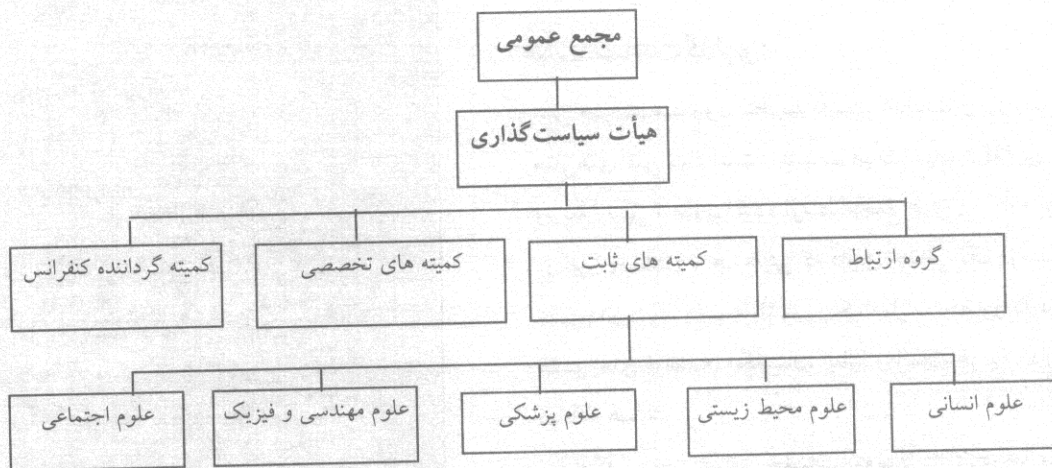 مجمع عمومی
هیأت سیاست‌گذاری
گروه ارتباط
کمیته های ثابت
کمیته های تخصصی
کمیته گرداننده کنفرانس
علوم انسانی
علوم محیط زیستی
علوم پزشکی
علوم مهندسی و فیزیک
علوم اجتماعی